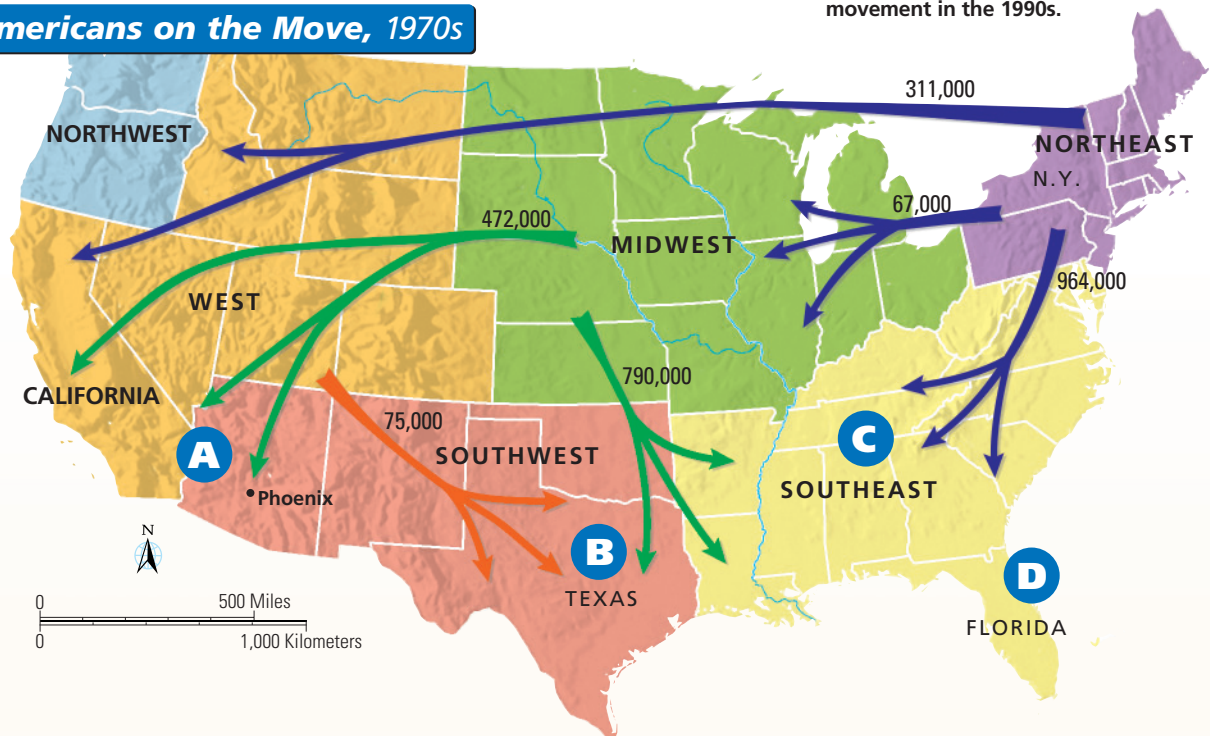 mericans on the Move, 1970s
movement in the 1990s.
311,000
NORTHWEST
NORTHEAST
N.Y.
67,000
472,000
MIDWEST
964,000
WEST
790,000
CALIFORNIA
75,000
A
SOUTHWEST
C
SOUTHEAST
Phoenix
N
B
D
TEXAS
FLORIDA
0 500 Miles
0 1,000 Kilometers